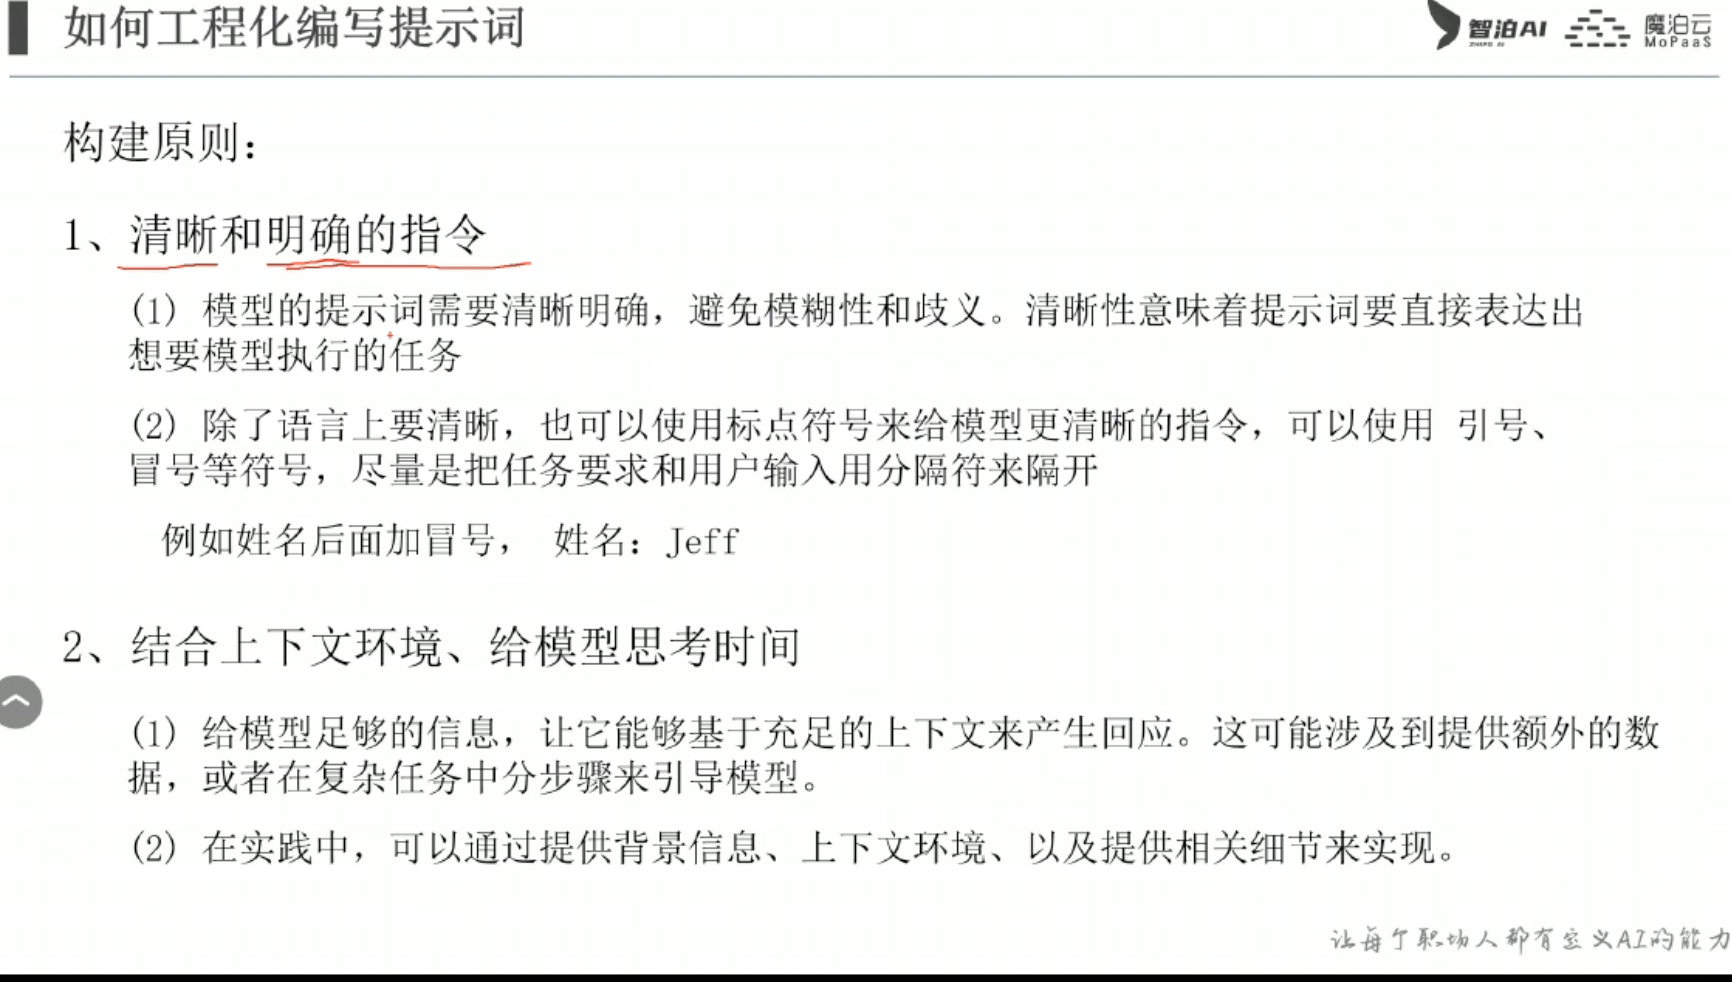 如何工程化编写提示词
智泊AI
ZHIPO AI
魔泊云
MoPaaS
构建原则：
1、清晰和明确的指令
(1) 模型的提示词需要清晰明确，避免模糊性和歧义。清晰性意味着提示词要直接表达出
想要模型执行的任务
(2) 除了语言上要清晰，也可以使用标点符号来给模型更清晰的指令，可以使用 引号、
冒号等符号，尽量是把任务要求和用户输入用分隔符来隔开
例如姓名后面加冒号， 姓名：Jeff
2、结合上下文环境、给模型思考时间
(1) 给模型足够的信息，让它能够基于充足的上下文来产生回应。这可能涉及到提供额外的数
据，或者在复杂任务中分步骤来引导模型。
(2) 在实践中，可以通过提供背景信息、上下文环境、以及提供相关细节来实现。
让每个职场人都有定义AI的能力